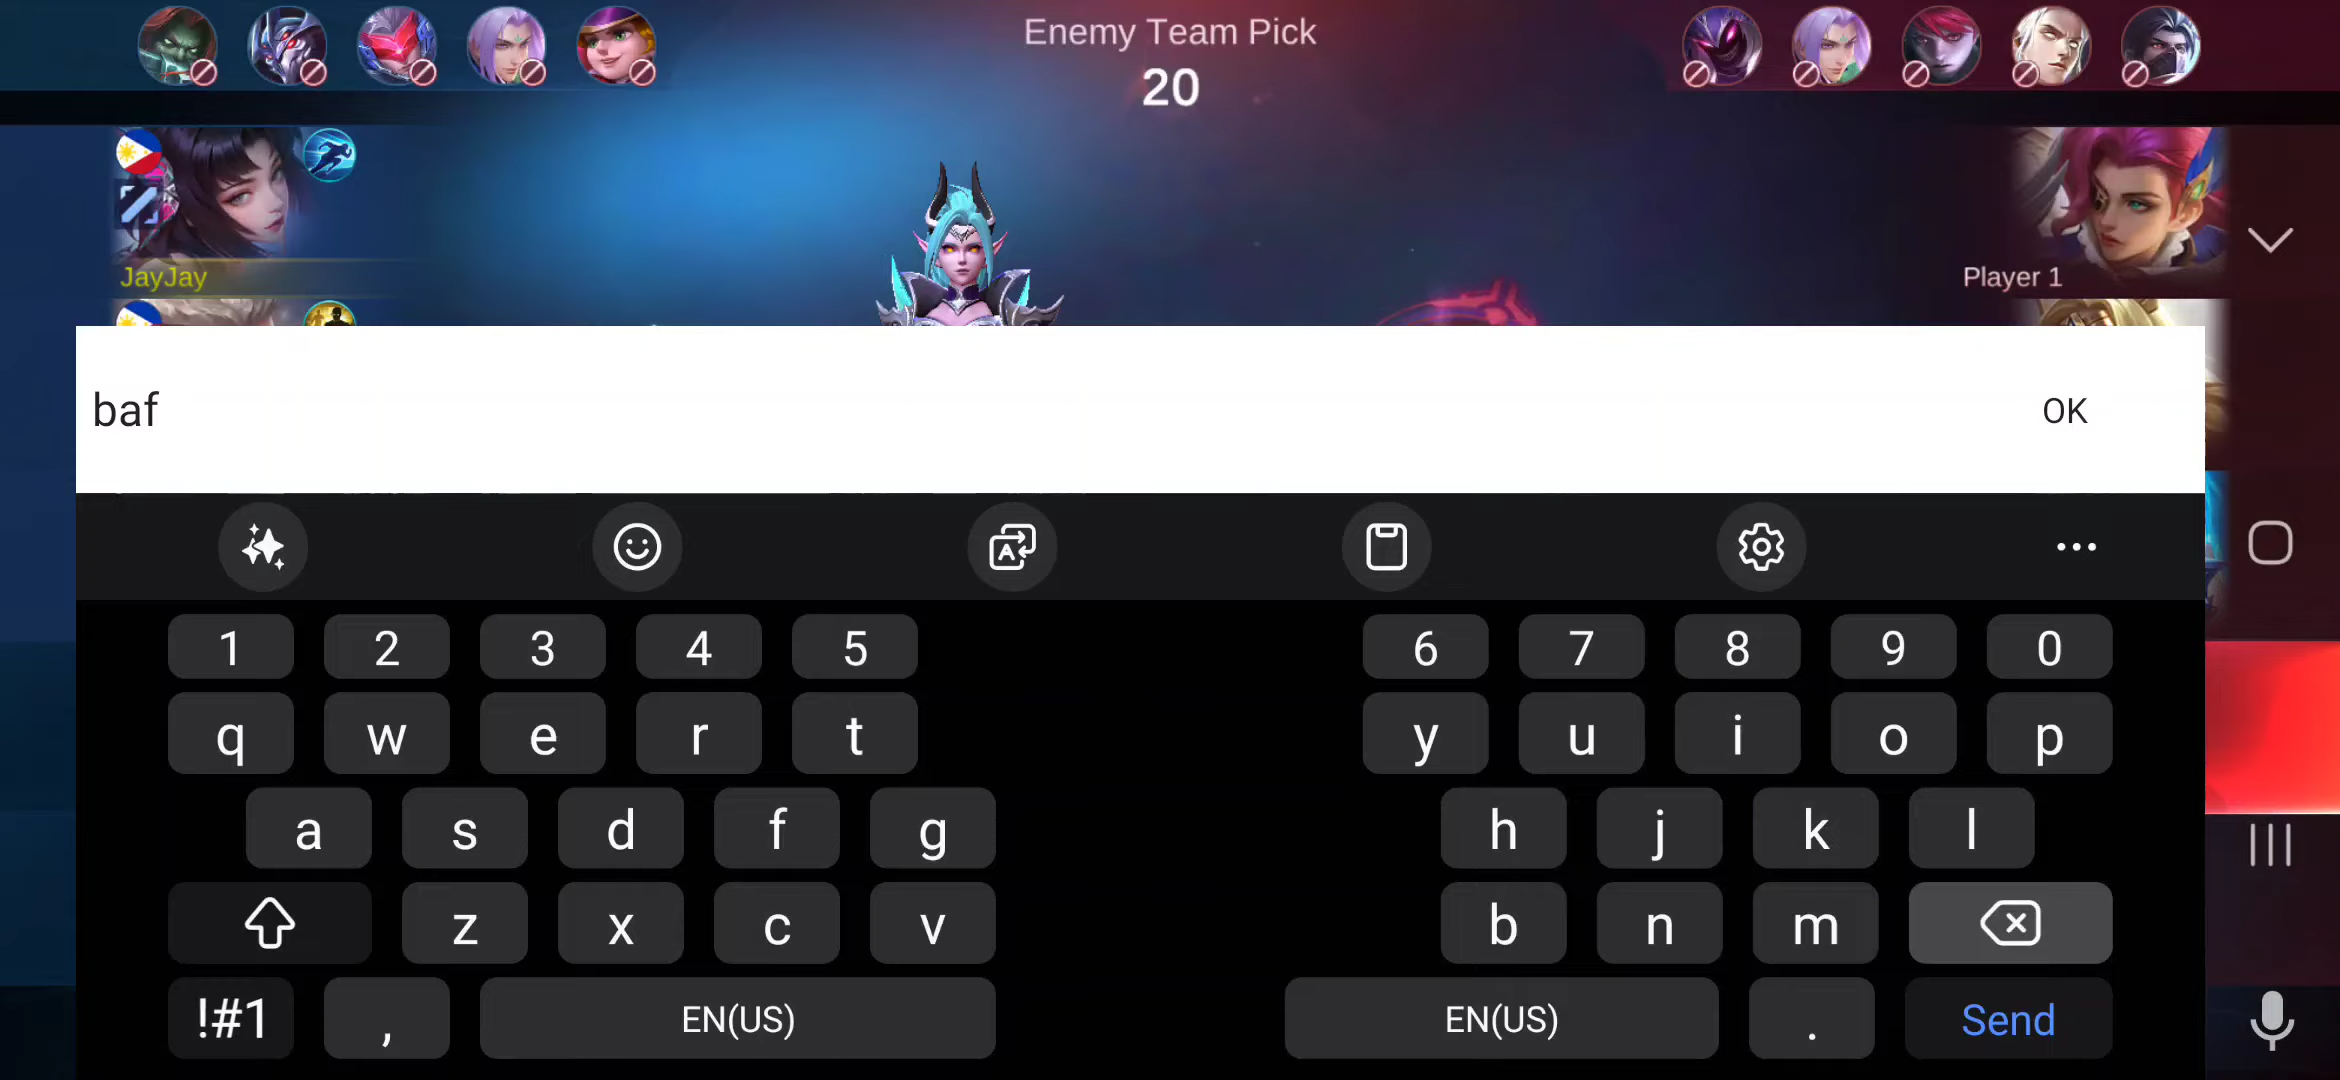 Enemy Team Pick
20
JayJay
Player 1
baf
OK
1 2 3 4 5 6 7 8 9 0
q w e r t y u i o p
a s d f g h j k l
z x c v b n m
!#1 , EN(US) EN(US) . Send